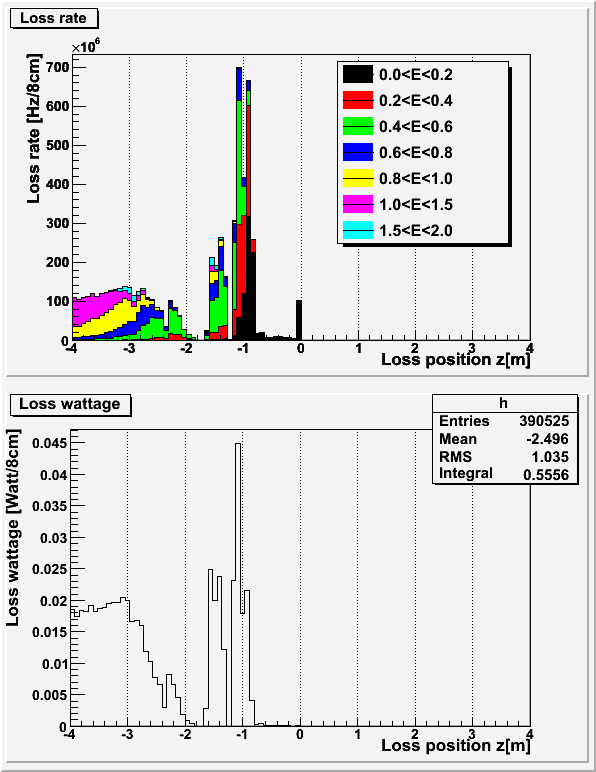 Loss rate
×10⁶
Loss rate [Hz/8cm]
700
600
500
400
300
200
100
0
-4 -3 -2 -1 0 1 2 3 4
Loss position z[m]
0.0<E<0.2
0.2<E<0.4
0.4<E<0.6
0.6<E<0.8
0.8<E<1.0
1.0<E<1.5
1.5<E<2.0
Loss wattage
h
Entries 390525
Mean -2.496
RMS 1.035
Integral 0.5556
Loss wattage [Watt/8cm]
0.045
0.04
0.035
0.03
0.025
0.02
0.015
0.01
0.005
0
-4 -3 -2 -1 0 1 2 3 4
Loss position z[m]